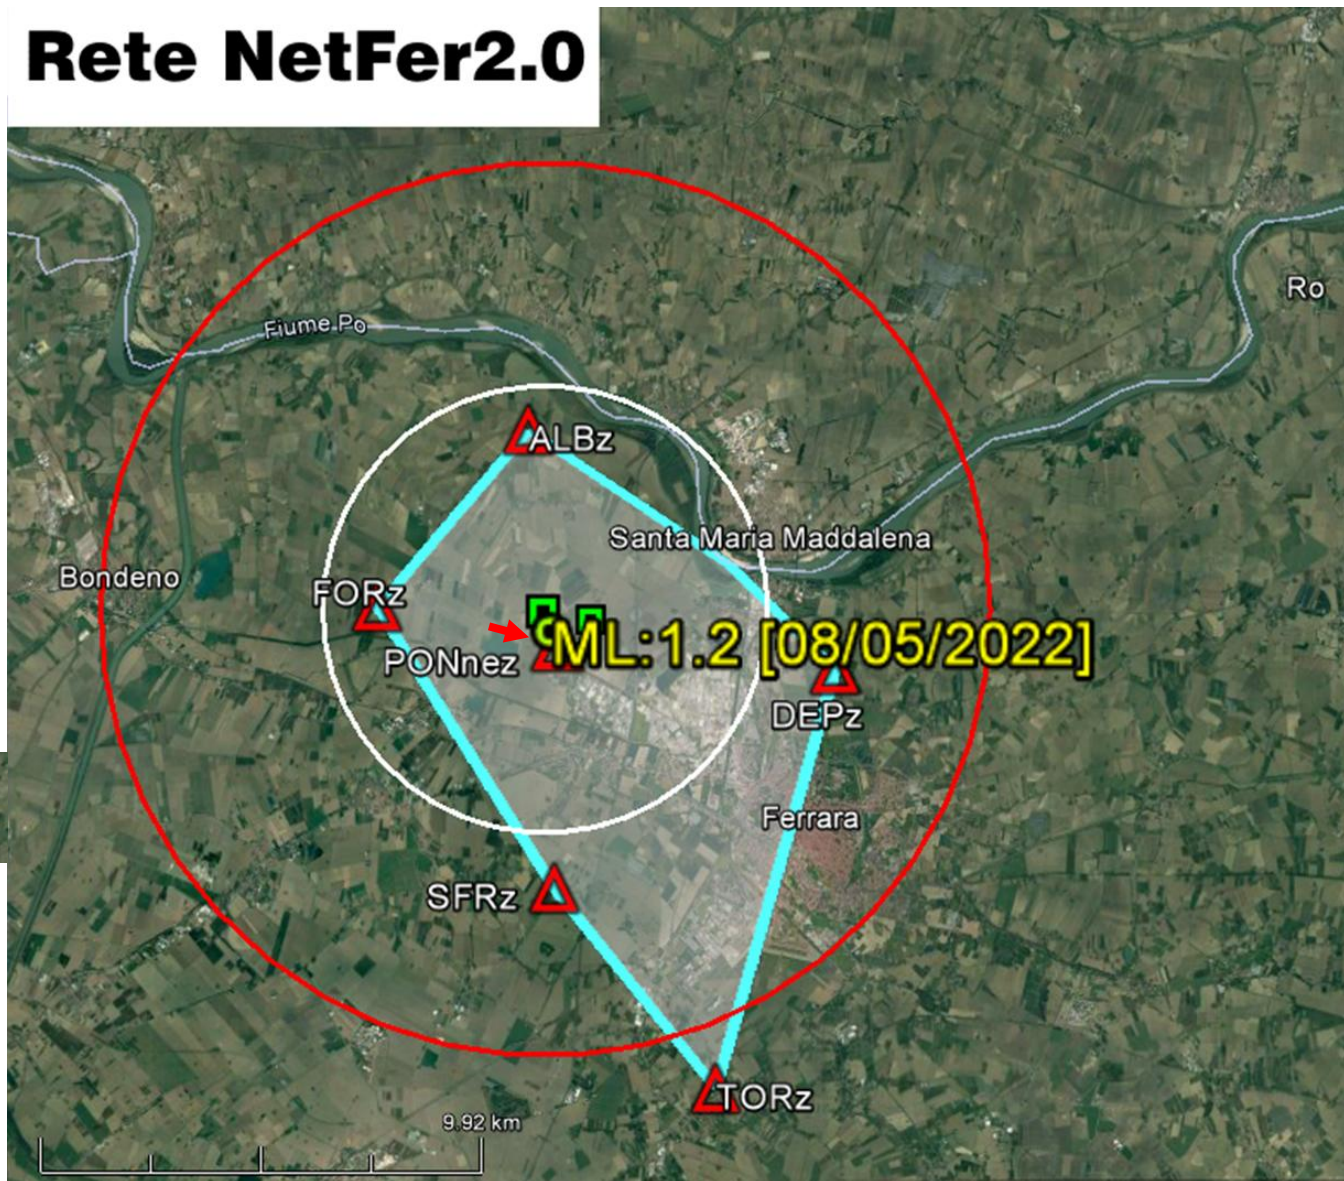 Rete NetFer2.0
Ro
Fiume Po
ALBz
Santa Maria Maddalena
Bondeno
FORz
ML:1.2 [08/05/2022]
PONnez
DEPz
Ferrara
SFRz
TORz
9.92 km